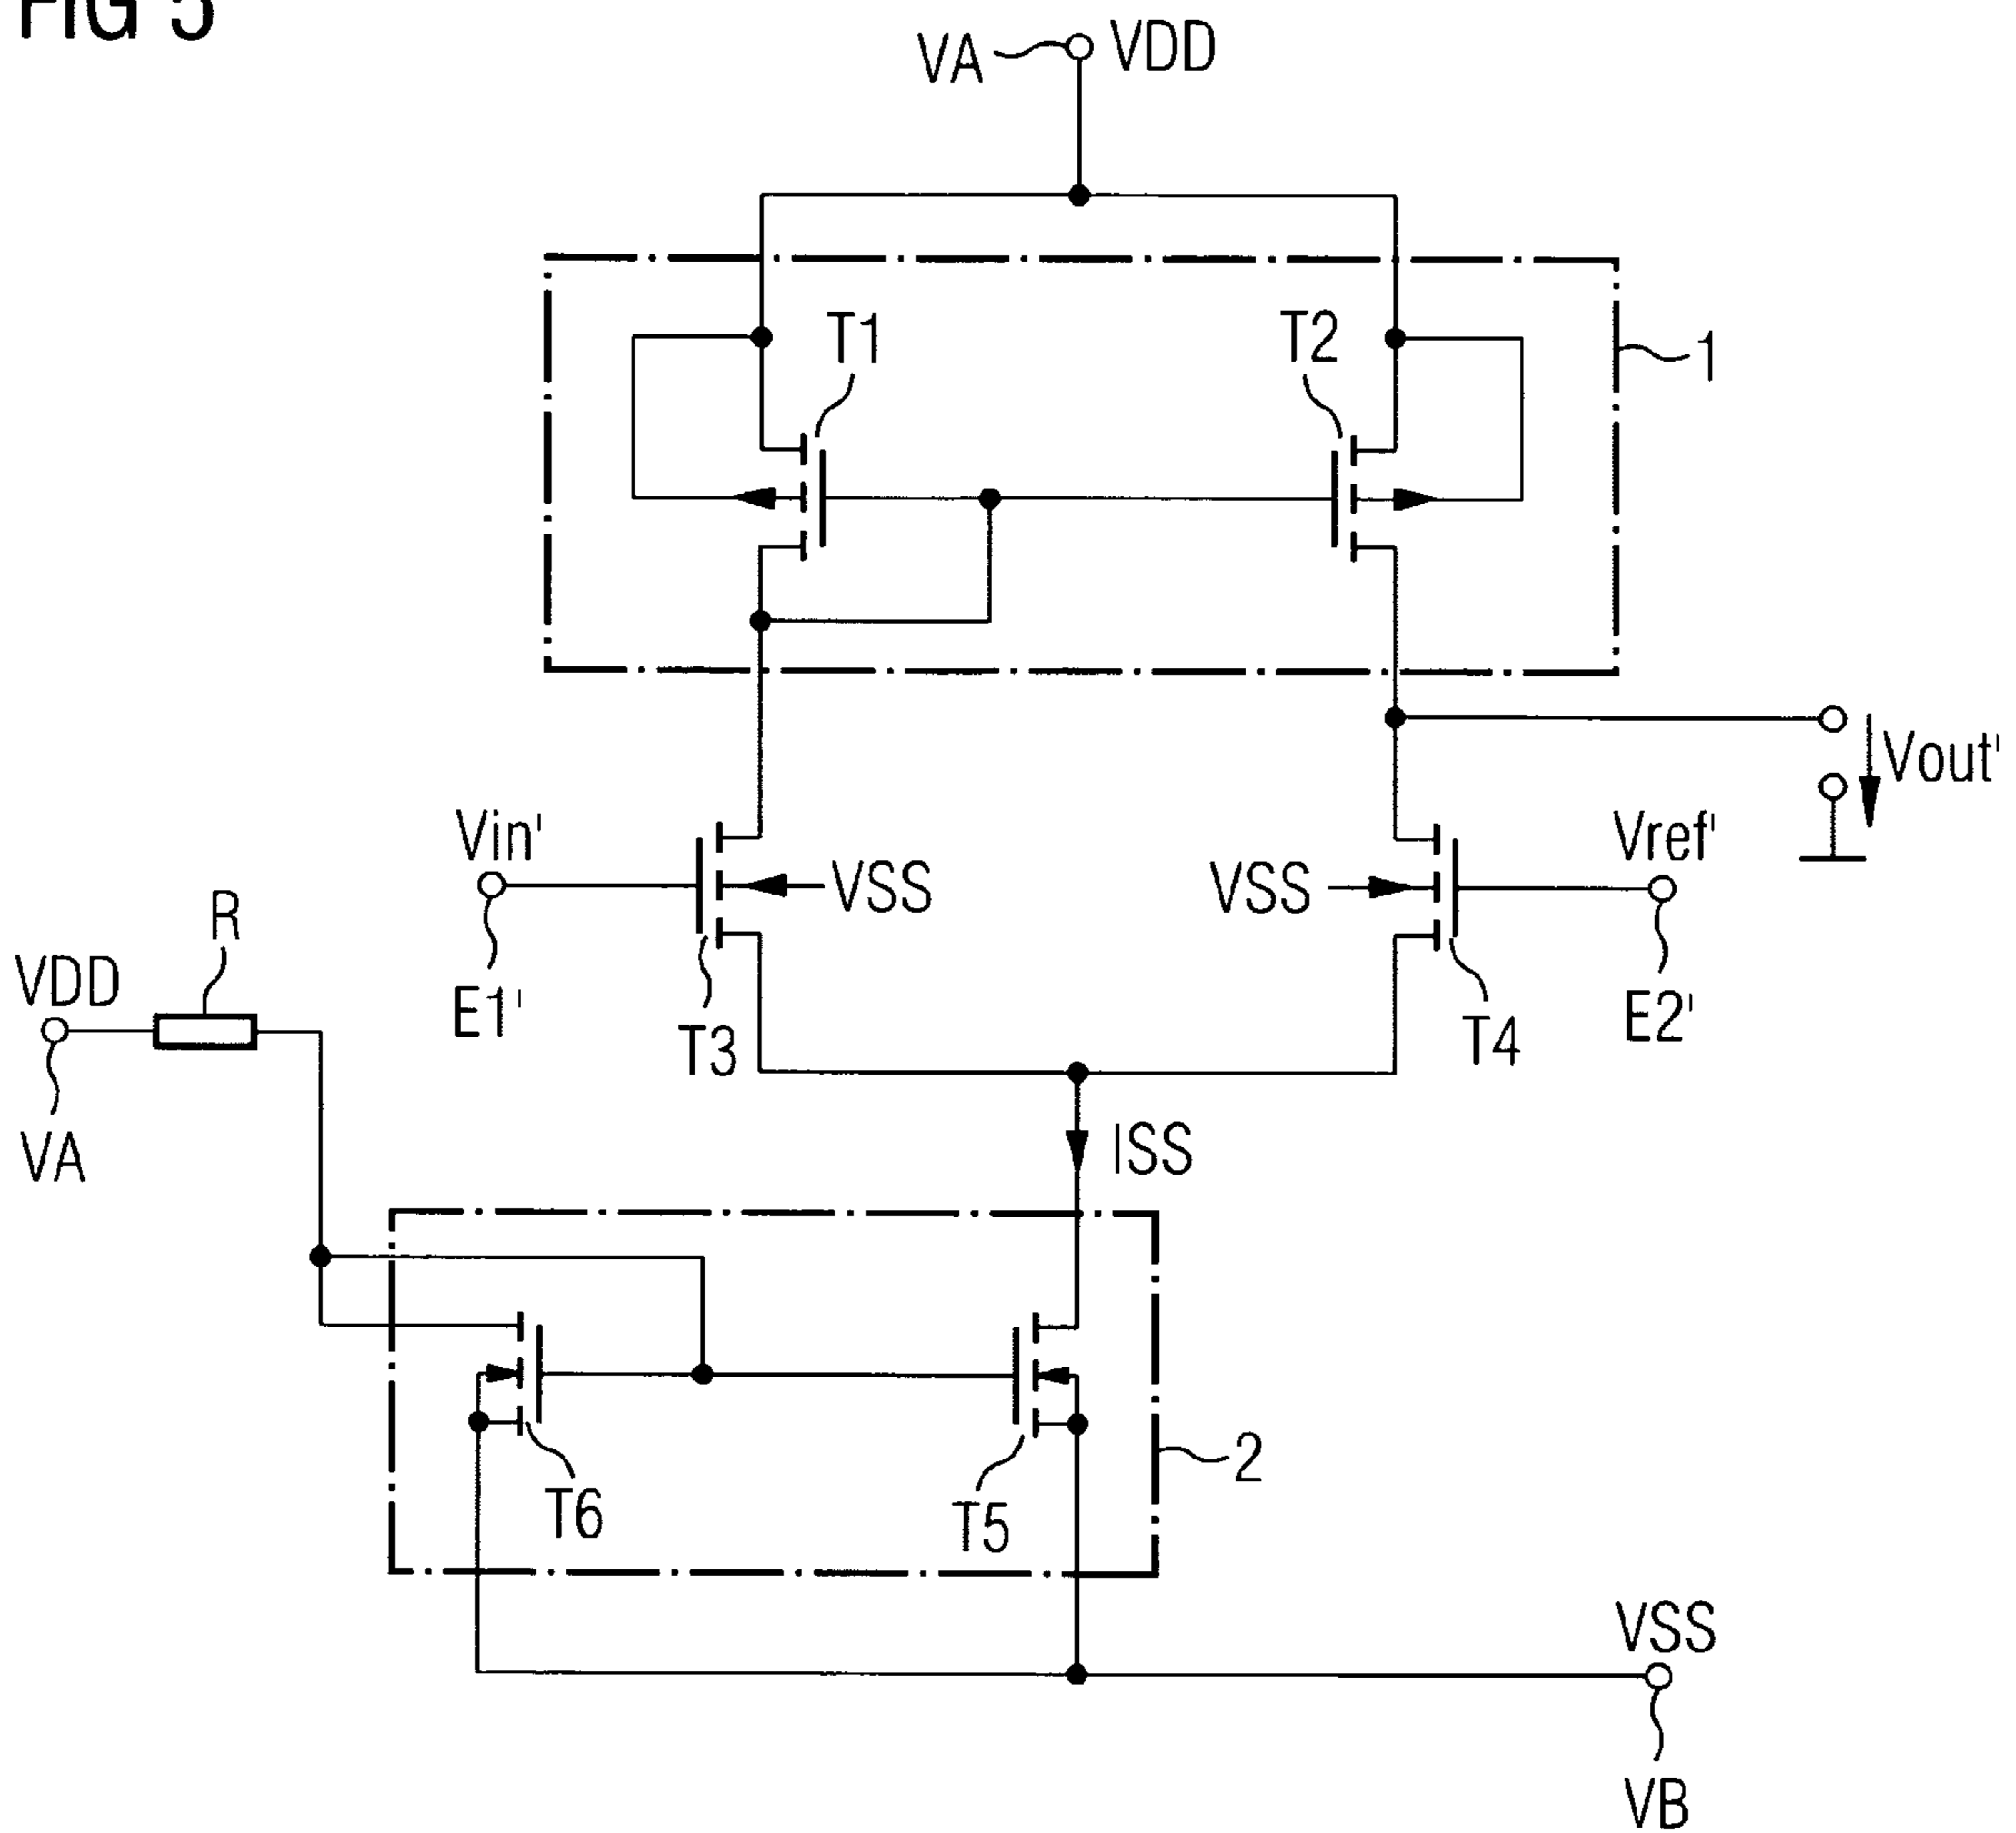 FIG 5
VA VDD
T1
T2
1
Vout'
Vin'
VSS
VSS
Vref'
R
VDD
E1'
T3
T4
E2'
VA
ISS
T6
T5
2
VSS
VB